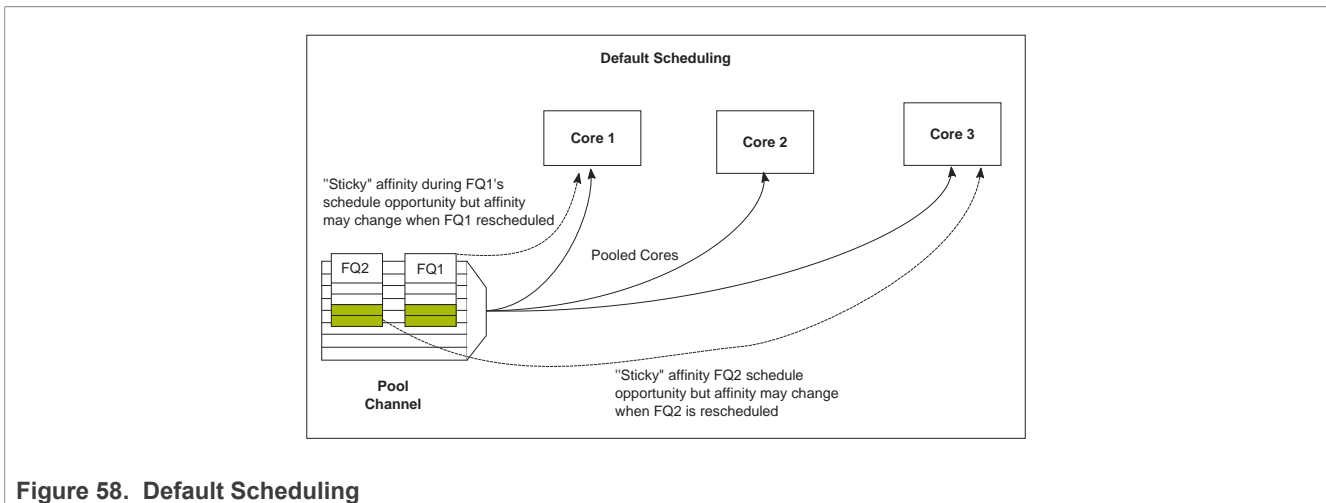 Default Scheduling
Core 1
Core 2
Core 3
"Sticky" affinity during FQ1's
schedule opportunity but affinity
may change when FQ1 rescheduled
Pooled Cores
FQ2
FQ1
"Sticky" affinity FQ2 schedule
opportunity but affinity may change
when FQ2 is rescheduled
Pool
Channel
Figure 58. Default Scheduling